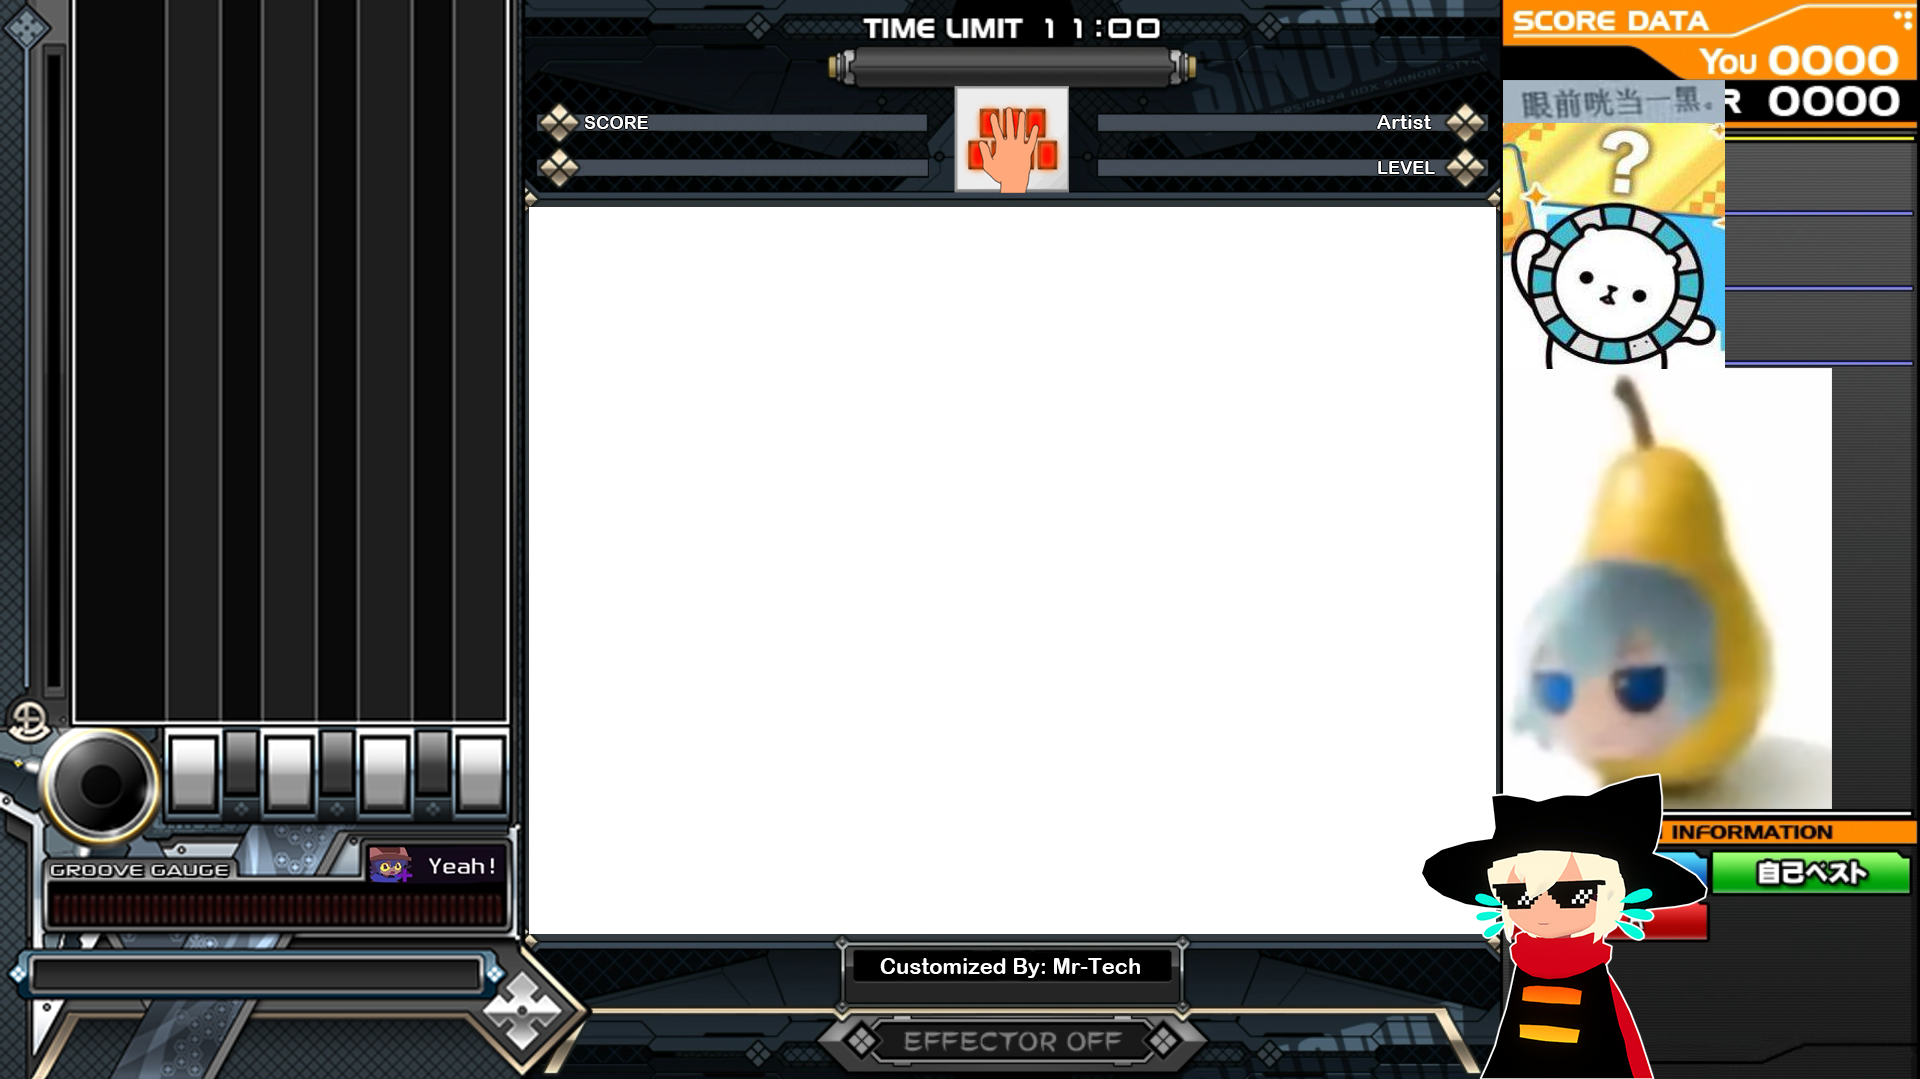 TIME LIMIT 11:00
SCORE
Artist
LEVEL
SCORE DATA
You 0000
R 0000
眼前咣当一黑。
?
INFORMATION
自己ベスト
GROOVE GAUGE
Yeah!
Customized By: Mr-Tech
EFFECTOR OFF